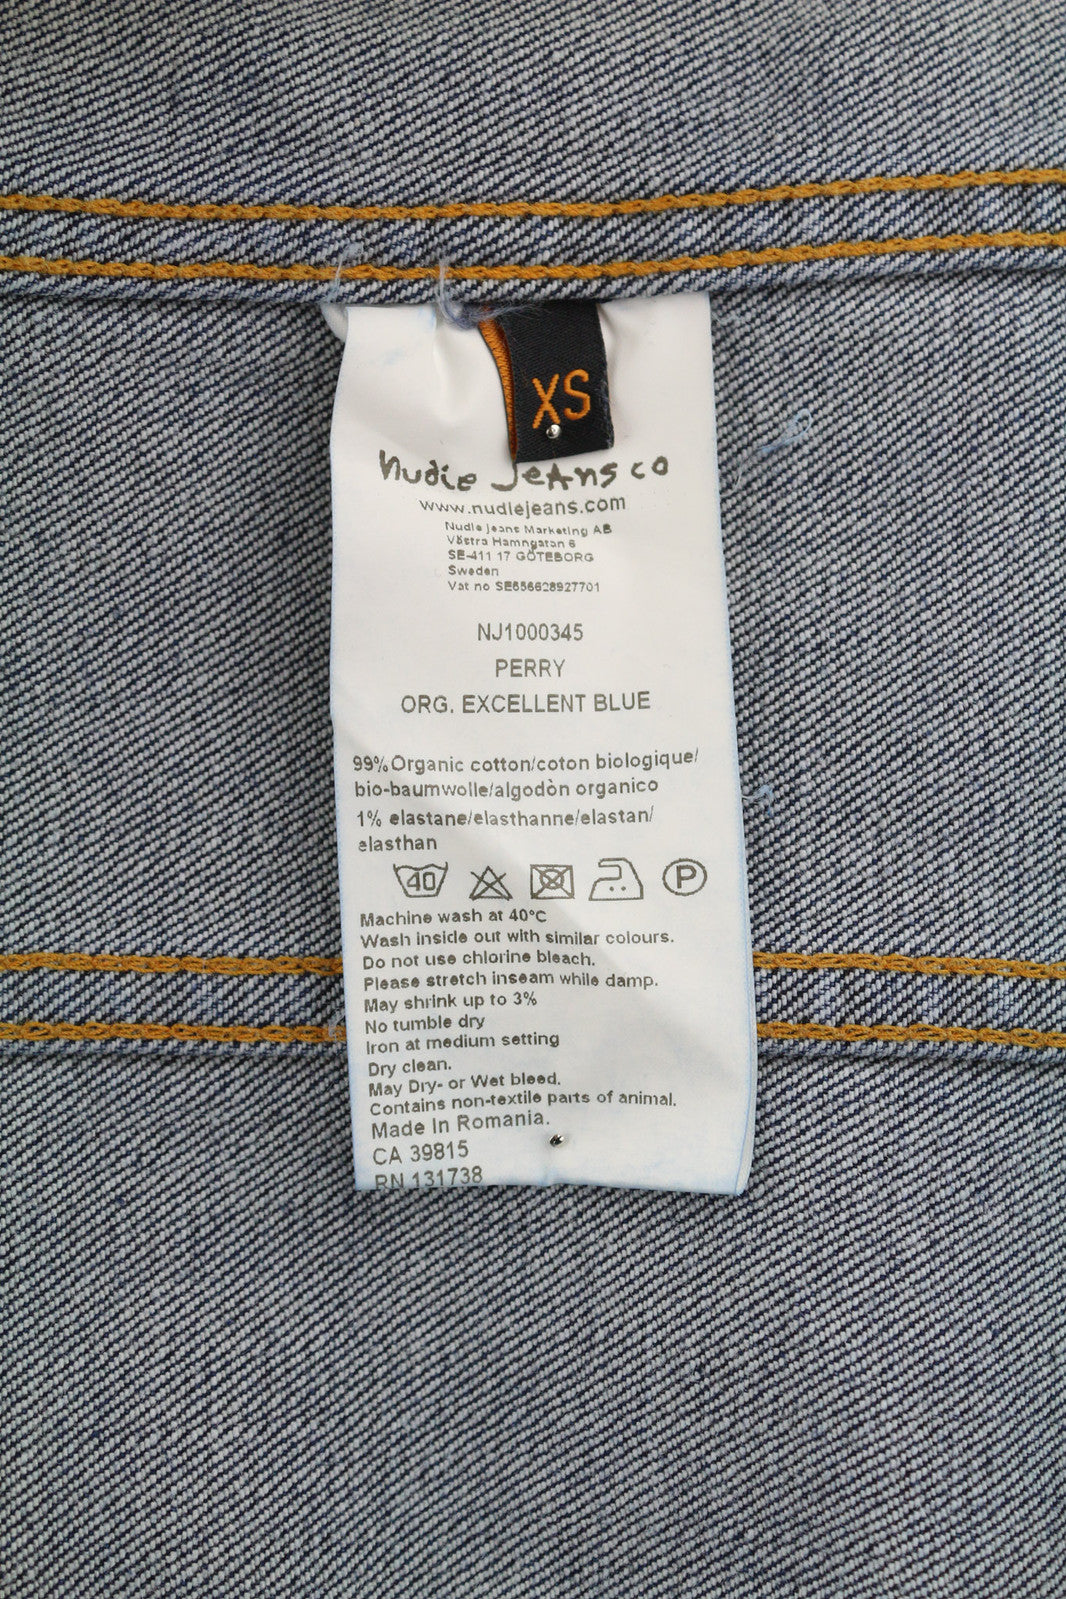 XS
nudie jeans co
www.nudiejeans.com
Nudie Jeans Marketing AB
Västra Hamngatan 6
SE-411 17 GÖTEBORG
Sweden
Vat no SE656628927701
NJ1000345
PERRY
ORG. EXCELLENT BLUE
99% Organic cotton/coton biologique/
bio-baumwolle/algodòn organico
1% elastane/elasthanne/elastan/
elasthan
40 P
Machine wash at 40°C
Wash inside out with similar colours.
Do not use chlorine bleach.
Please stretch inseam while damp.
May shrink up to 3%
No tumble dry
Iron at medium setting
Dry clean.
May Dry- or Wet bleed.
Contains non-textile parts of animal.
Made In Romania.
CA 39815
RN 131738